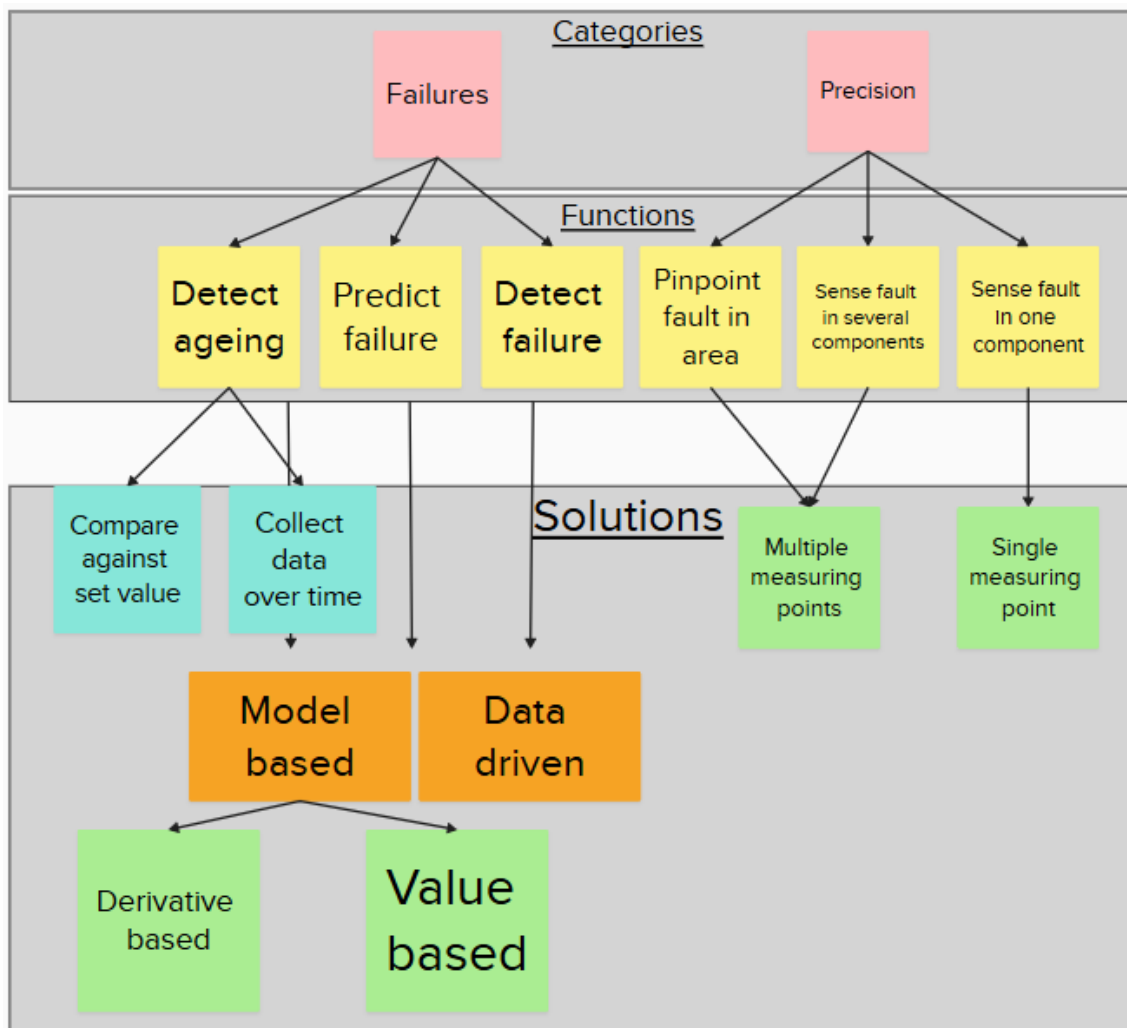 Categories
Failures
Precision
Functions
Detect
ageing
Predict
failure
Detect
failure
Pinpoint
fault in
area
Sense fault
in several
components
Sense fault
in one
component
Solutions
Compare
against
set value
Collect
data
over time
Multiple
measuring
points
Single
measuring
point
Model
based
Data
driven
Derivative
based
Value
based